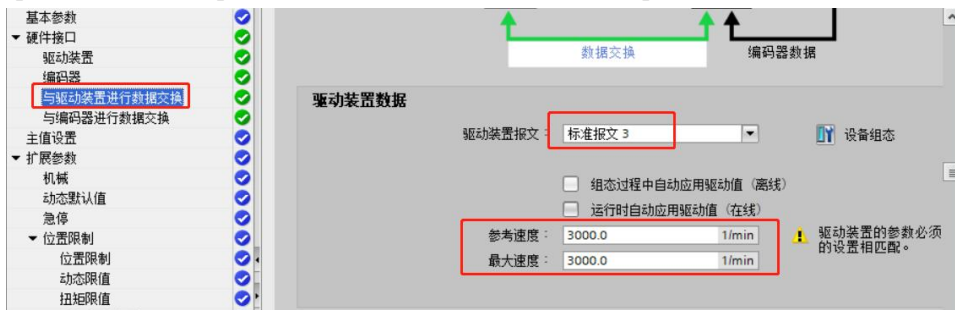 基本参数
硬件接口
驱动装置
编码器
与驱动装置进行数据交换
与编码器进行数据交换
主值设置
扩展参数
机械
动态默认值
急停
位置限制
位置限制
动态限值
扭矩限值
数据交换
编码器数据
驱动装置数据
驱动装置报文： 标准报文 3
设备组态
组态过程中自动应用驱动值（离线）
运行时自动应用驱动值（在线）
参考速度： 3000.0 1/min
最大速度： 3000.0 1/min
驱动装置的参数必须
的设置相匹配。